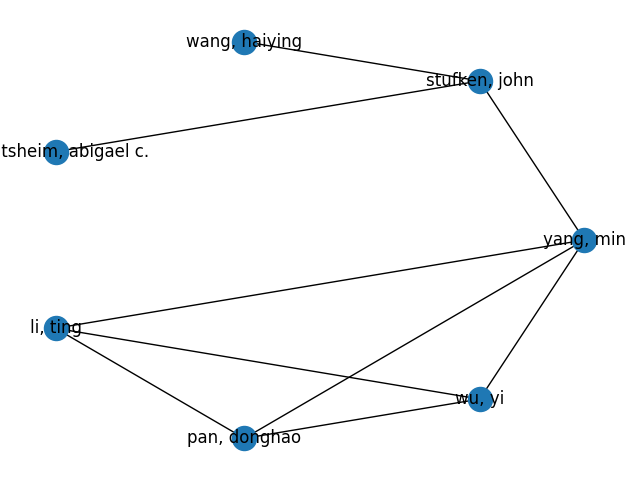 wang, haiying
stufken, john
tsheim, abigael c.
yang, min
li, ting
wu, yi
pan, donghao